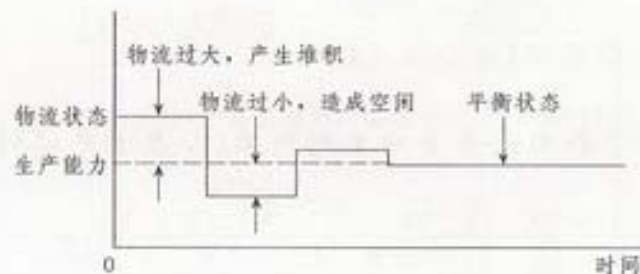 物流过大，产生堆积
物流过小，造成空闲
平衡状态
物流状态
生产能力
0
时间